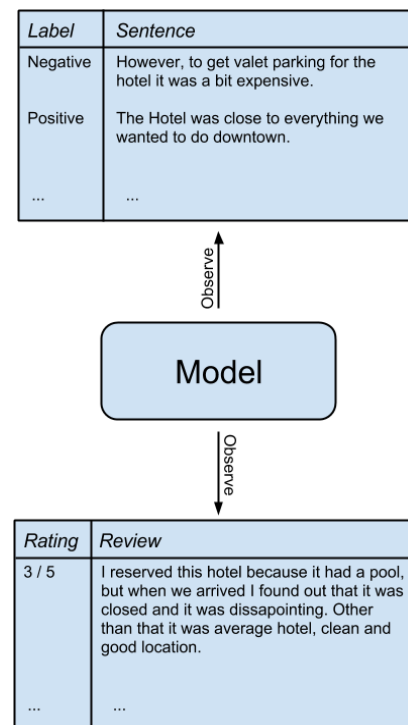 Label Sentence
Negative However, to get valet parking for the
hotel it was a bit expensive.
Positive The Hotel was close to everything we
wanted to do downtown.
... ...
Observe
Model
Observe
Rating Review
3 / 5 I reserved this hotel because it had a pool,
but when we arrived I found out that it was
closed and it was dissapointing. Other
than that it was average hotel, clean and
good location.
... ...